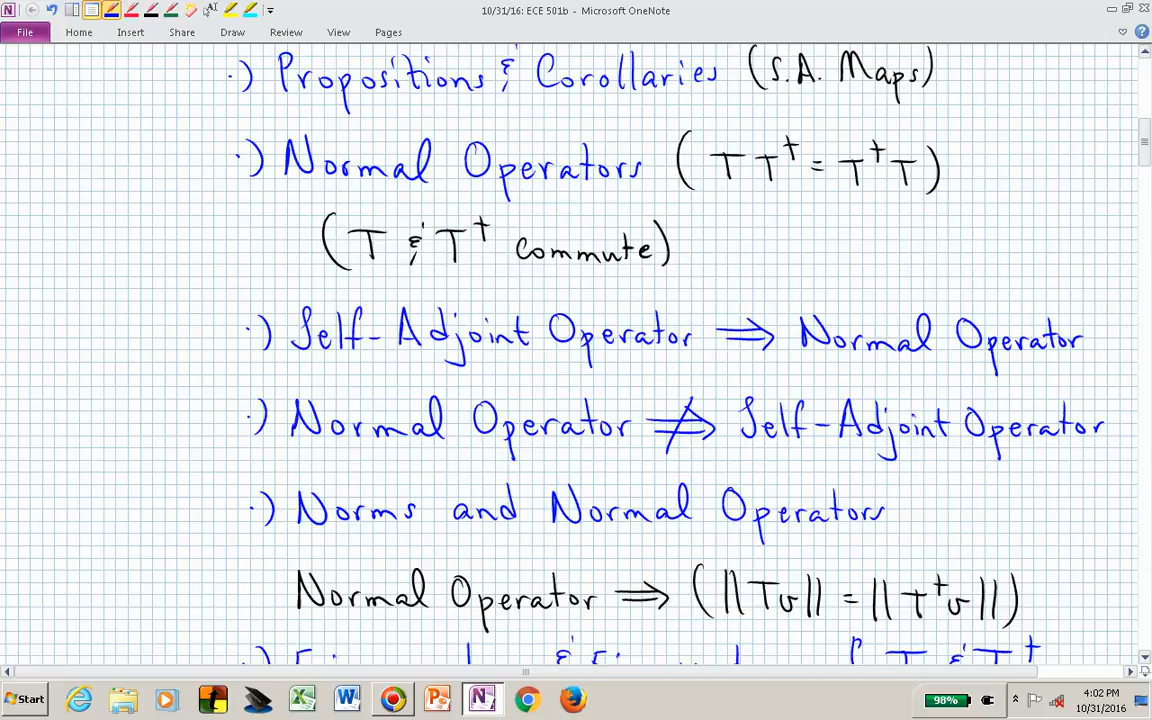 10/31/16: ECE 501b - Microsoft OneNote
File Home Insert Share Draw Review View Pages
·) Propositions & Corollaries (S.A. Maps)
·) Normal Operators (T T† = T† T)
(T & T† commute)
·) Self-Adjoint Operator ⇒ Normal Operator
·) Normal Operator ⇏ Self-Adjoint Operator
·) Norms and Normal Operators
Normal Operator ⇒ (||Tv|| = ||T†v||)
Start
98%
4:02 PM
10/31/2016